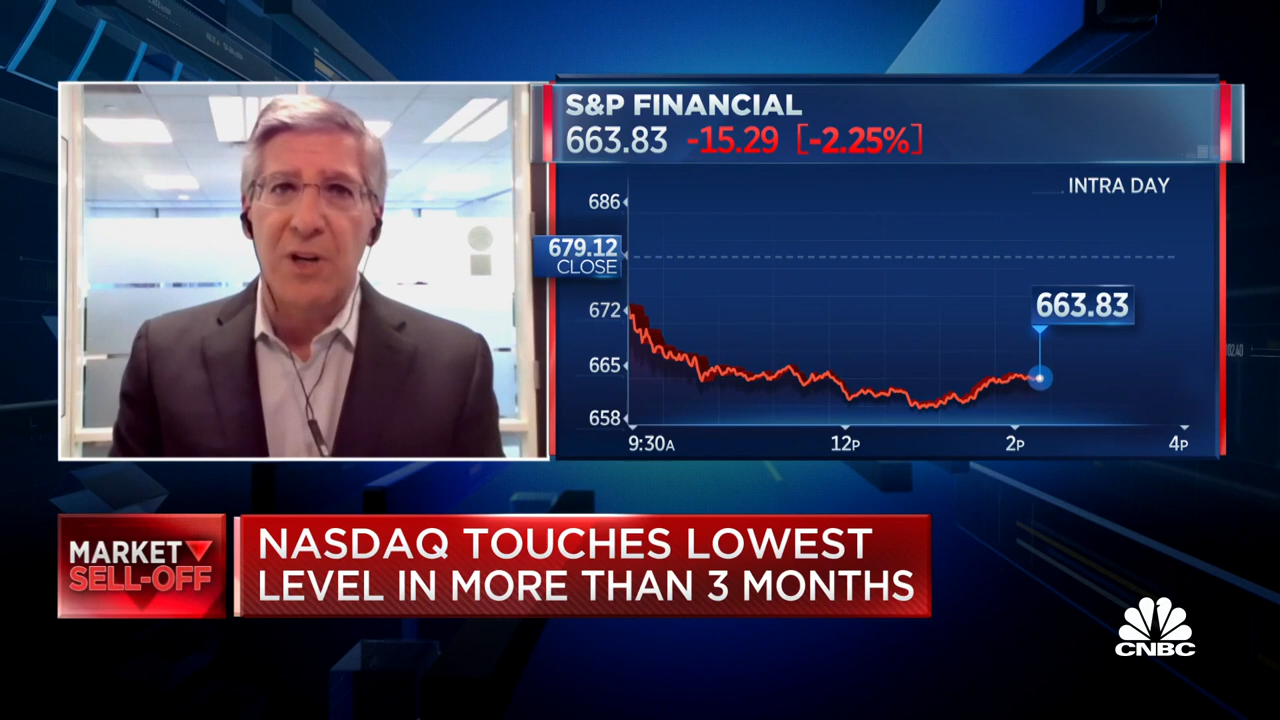 S&P FINANCIAL
663.83 -15.29 [-2.25%]
INTRA DAY
686
679.12
CLOSE
672
665
658
663.83
9:30A
12P
2P
4P
MARKET
SELL-OFF
NASDAQ TOUCHES LOWEST
LEVEL IN MORE THAN 3 MONTHS
CNBC